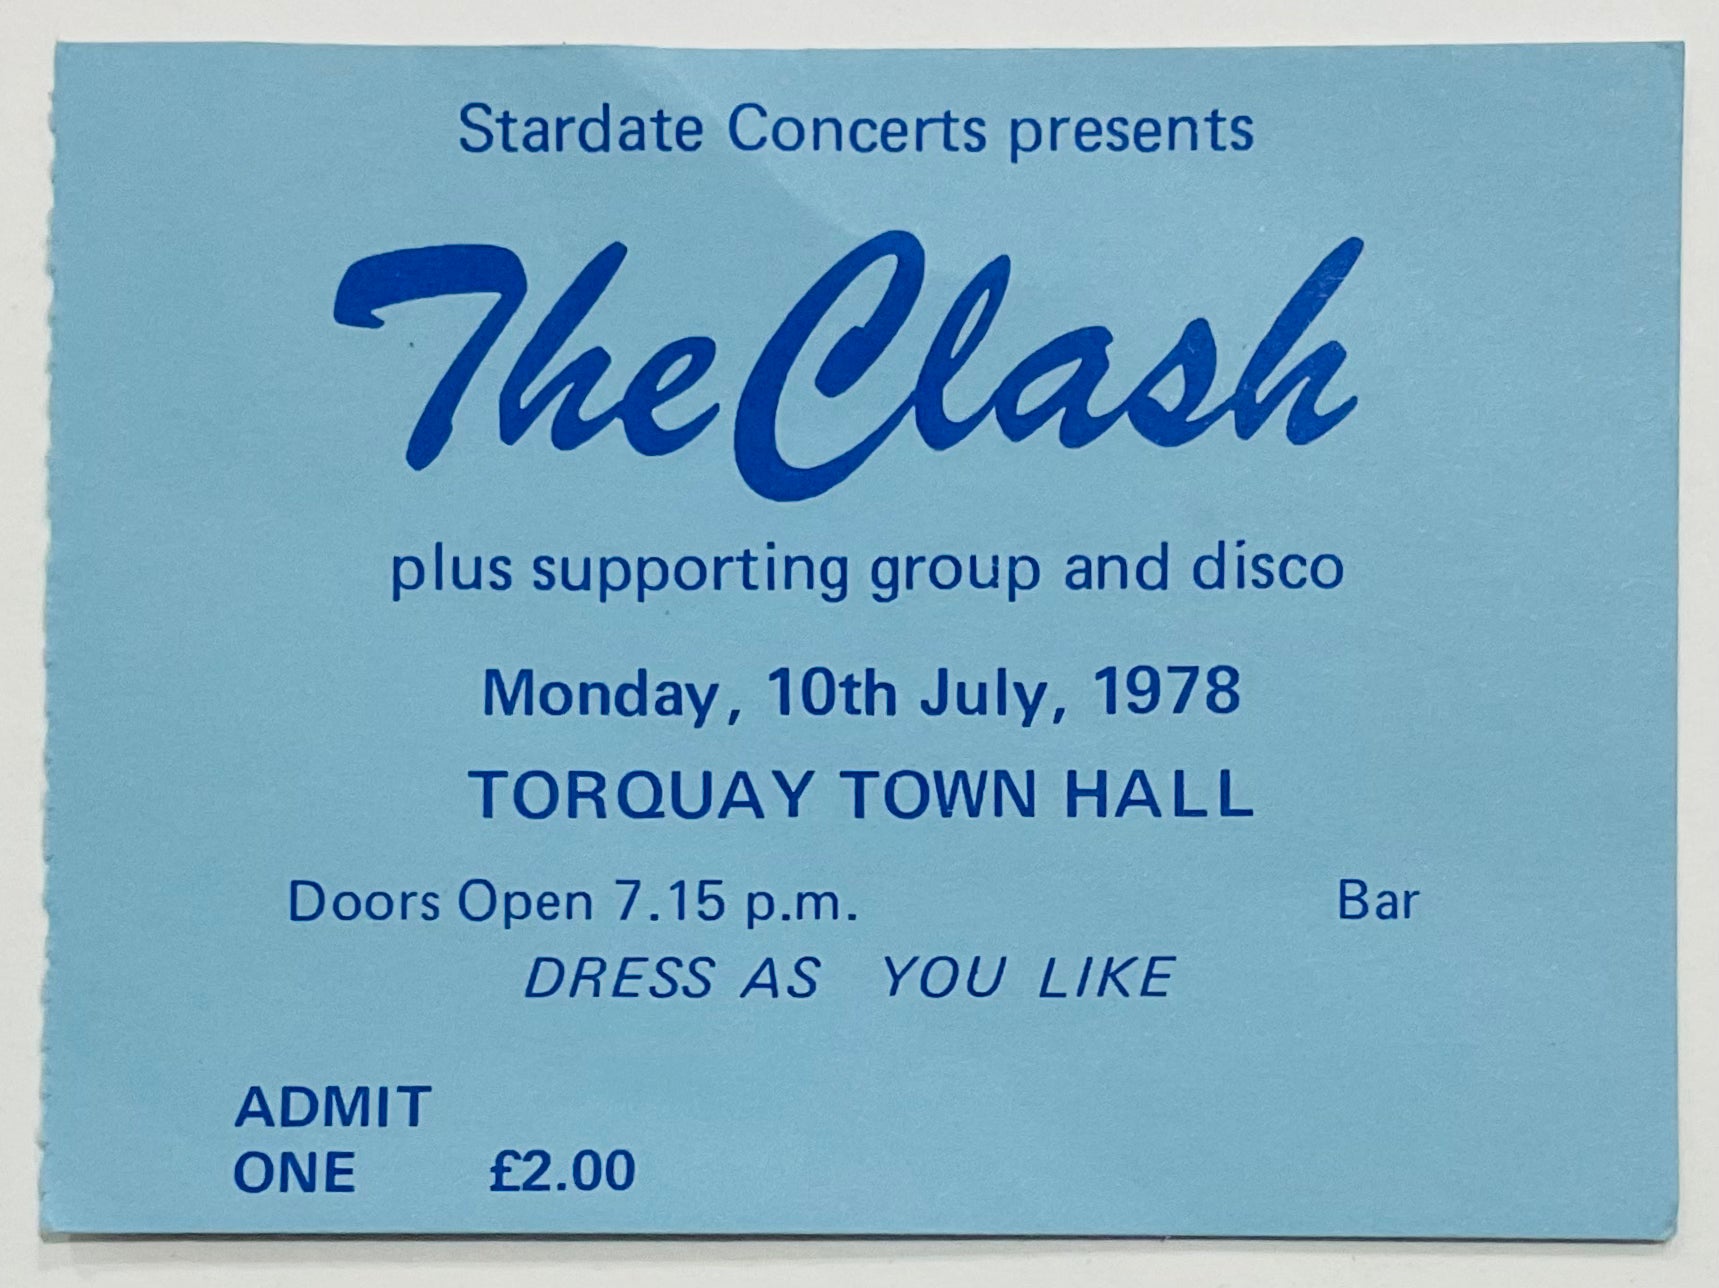 Stardate Concerts presents
The Clash
plus supporting group and disco
Monday, 10th July, 1978
TORQUAY TOWN HALL
Doors Open 7.15 p.m. Bar
DRESS AS YOU LIKE
ADMIT
ONE £2.00